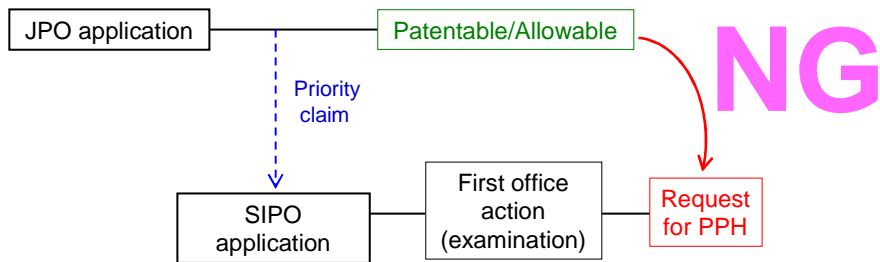 JPO application
Patentable/Allowable
NG
Priority
claim
First office
action
(examination)
SIPO
application
Request
for PPH